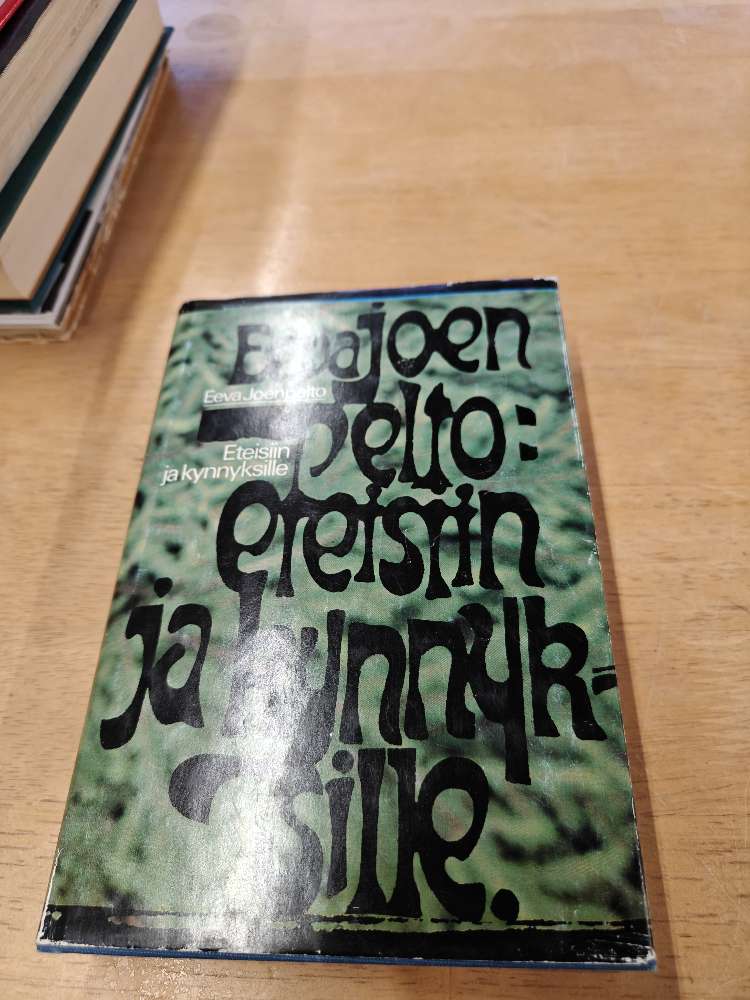 Eeva Joen
pelto:
eteisiin
ja kynnyk-
sille.
Eeva Joenpelto
Eteisiin
ja kynnyksille